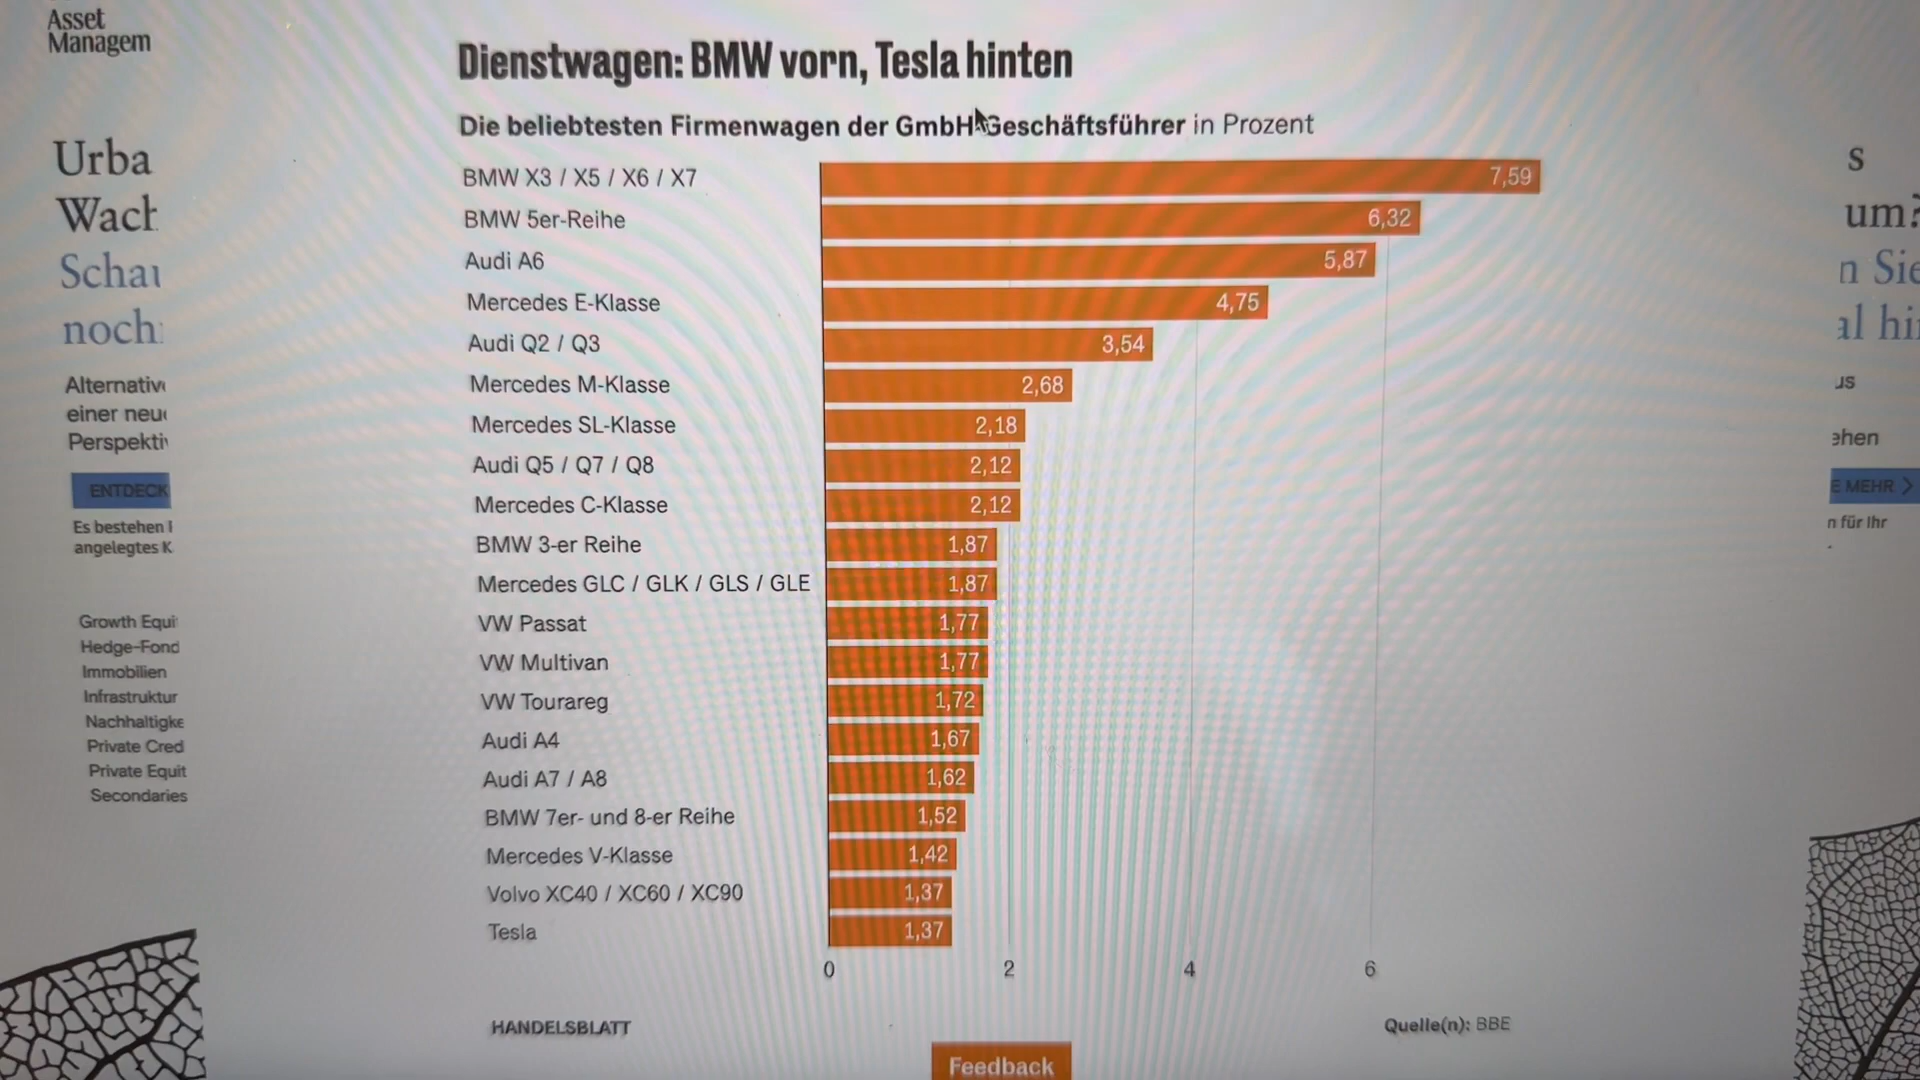 Asset
Managem
Dienstwagen: BMW vorn, Tesla hinten
Die beliebtesten Firmenwagen der GmbH-Geschäftsführer in Prozent
BMW X3 / X5 / X6 / X7 7,59
BMW 5er-Reihe 6,32
Audi A6 5,87
Mercedes E-Klasse 4,75
Audi Q2 / Q3 3,54
Mercedes M-Klasse 2,68
Mercedes SL-Klasse 2,18
Audi Q5 / Q7 / Q8 2,12
Mercedes C-Klasse 2,12
BMW 3-er Reihe 1,87
Mercedes GLC / GLK / GLS / GLE 1,87
VW Passat 1,77
VW Multivan 1,77
VW Tourareg 1,72
Audi A4 1,67
Audi A7 / A8 1,62
BMW 7er- und 8-er Reihe 1,52
Mercedes V-Klasse 1,42
Volvo XC40 / XC60 / XC90 1,37
Tesla 1,37
0 2 4 6
HANDELSBLATT
Quelle(n): BBE
Feedback
Urba
Wach
Schau
noch
Alternativ
einer neu
Perspekti
ENTDECK
Es bestehen
angelegtes K
Growth Equi
Hedge-Fond
Immobilien
Infrastruktur
Nachhaltigke
Private Cred
Private Equit
Secondaries
s
um?
n Sie
al hi
us
ehen
E MEHR >
n für Ihr